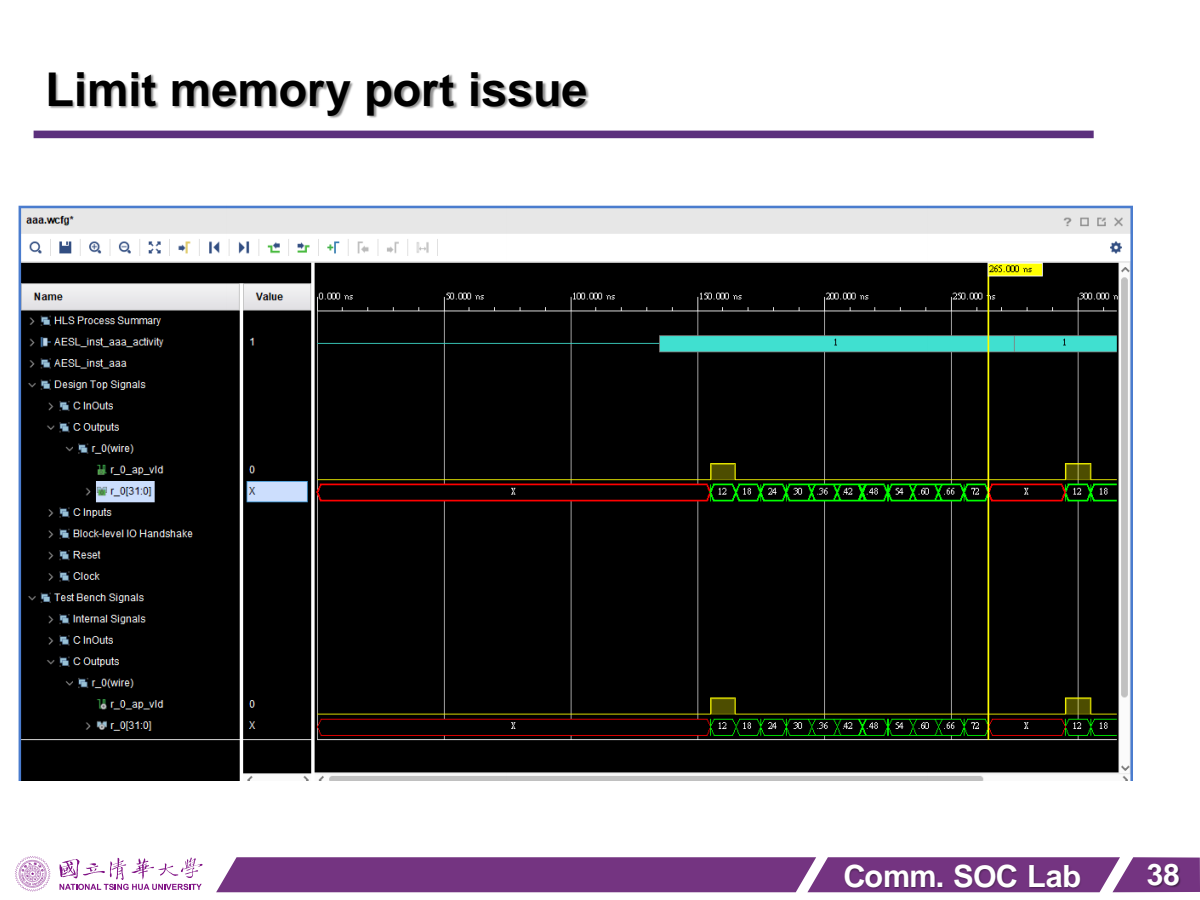 Limit memory port issue
aaa.wcfg*
265.000 ns
Name Value 0.000 ns 50.000 ns 100.000 ns 150.000 ns 200.000 ns 250.000 ns 300.000 n
HLS Process Summary
AESL_inst_aaa_activity 1 1 1
AESL_inst_aaa
Design Top Signals
C InOuts
C Outputs
r_0(wire)
r_0_ap_vld 0
r_0[31:0] X X 12 18 24 30 36 42 48 54 60 66 72 X 12 18
C Inputs
Block-level IO Handshake
Reset
Clock
Test Bench Signals
Internal Signals
C InOuts
C Outputs
r_0(wire)
r_0_ap_vld 0
r_0[31:0] X X 12 18 24 30 36 42 48 54 60 66 72 X 12 18
國立清華大學
NATIONAL TSING HUA UNIVERSITY
Comm. SOC Lab 38